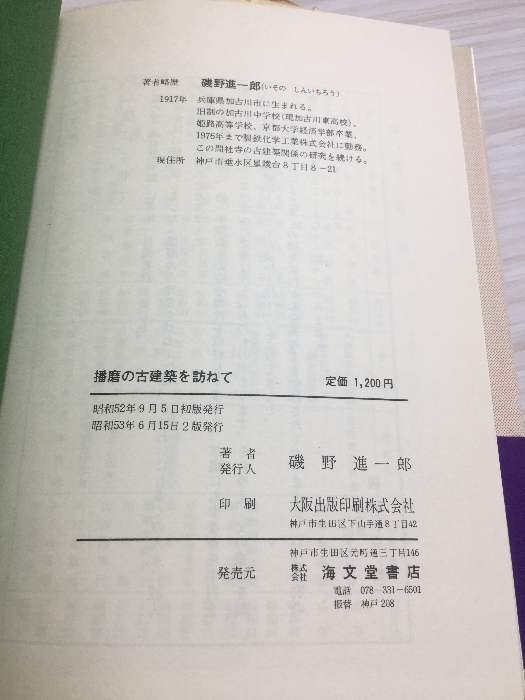 著者略歴　磯野進一郎(いその　しんいちろう)
1917年　兵庫県加古川市に生まれる。
旧制の加古川中学校(現加古川東高校)、
姫路高等学校、京都大学経済学部卒業、
1976年まで製鉄化学工業株式会社に勤務。
この間社寺の古建築関係の研究を続ける。
現住所　神戸市垂水区星陵台8丁目8－21
播磨の古建築を訪ねて　定価 1,200円
昭和52年9月5日初版発行
昭和53年6月15日2版発行
著者
発行人　磯野進一郎
印刷　大阪出版印刷株式会社
神戸市生田区下山手通8丁目42
神戸市生田区元町通三丁目146
発売元　株式会社　海文堂書店
電話　078－331－6501
振替　神戸 208